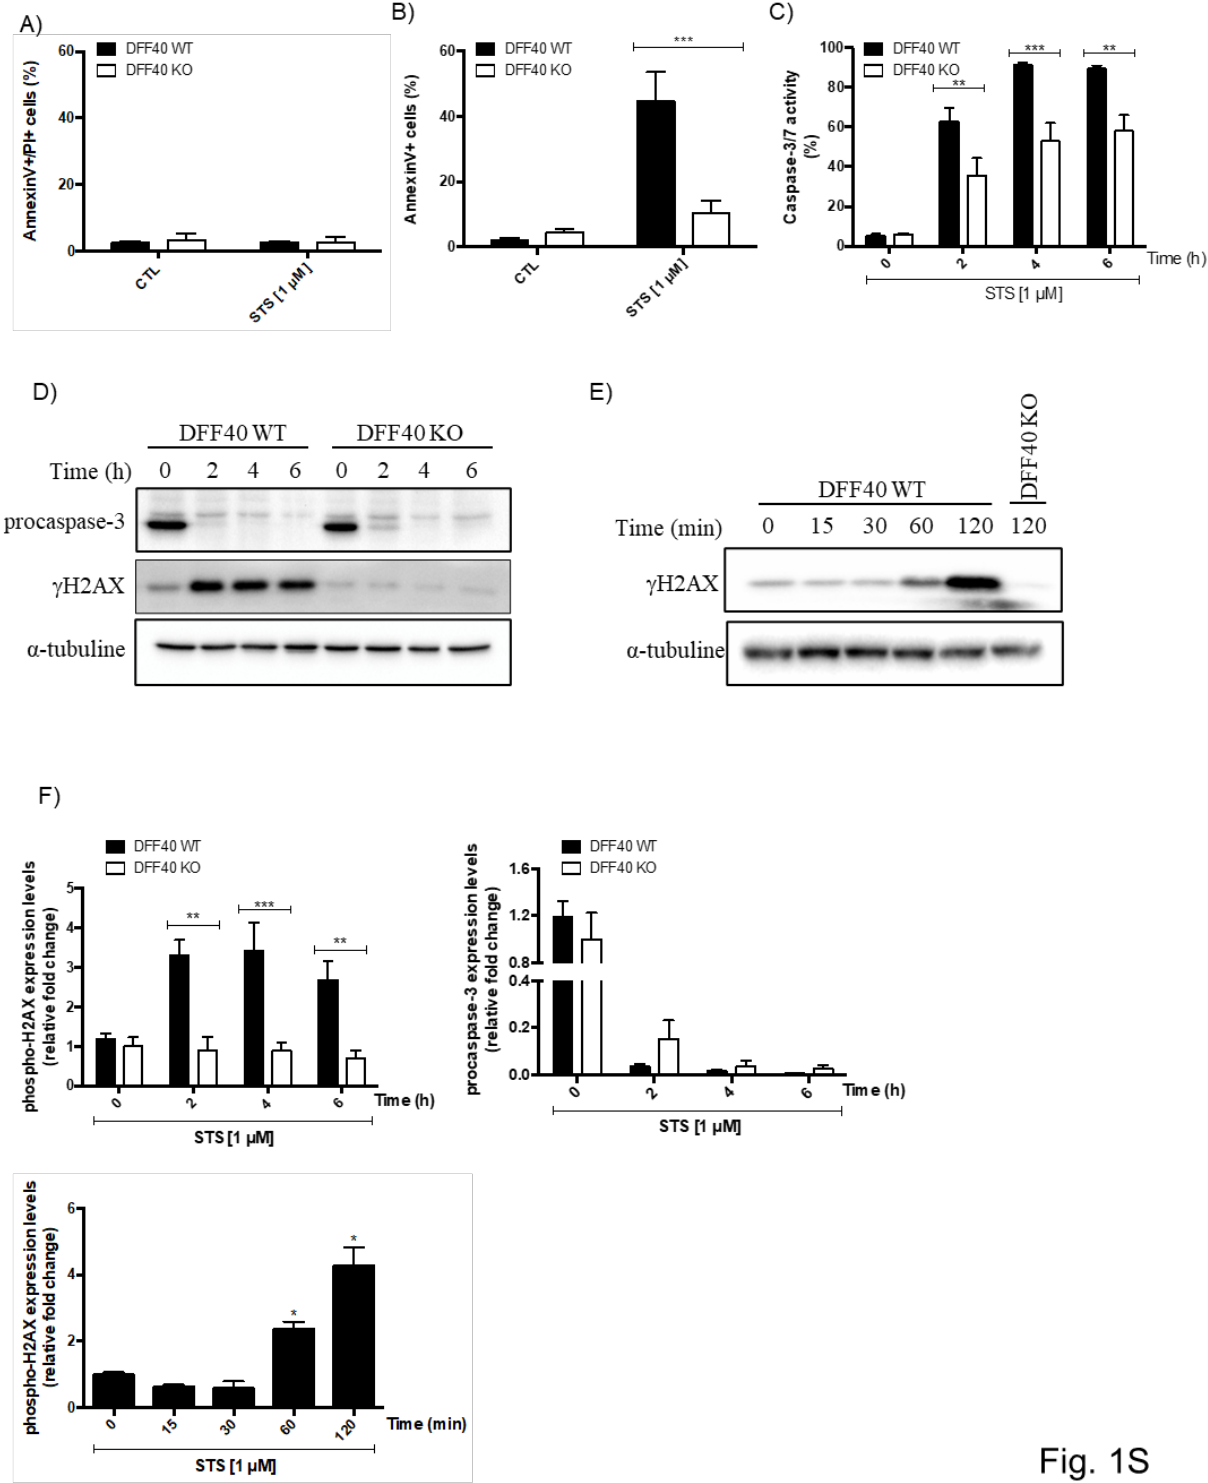 A)
DFF40 WT
DFF40 KO
AnnexinV+/PI+ cells (%)
60
40
20
0
CTL
STS [1 µM]
B)
DFF40 WT
DFF40 KO
***
AnnexinV+ cells (%)
60
40
20
0
CTL
STS [1 µM]
C)
DFF40 WT
DFF40 KO
** *** **
Caspase-3/7 activity
(%)
100
80
60
40
20
0
0 2 4 6 Time (h)
STS [1 µM]
D)
DFF40 WT DFF40 KO
Time (h) 0 2 4 6 0 2 4 6
procaspase-3
γH2AX
α-tubuline
E)
DFF40 WT DFF40 KO
Time (min) 0 15 30 60 120 120
γH2AX
α-tubuline
F)
DFF40 WT
DFF40 KO
phospho-H2AX expression levels
(relative fold change)
5
4
3
2
1
0
** *** **
0 2 4 6 Time (h)
STS [1 µM]
DFF40 WT
DFF40 KO
procaspase-3 expression levels
(relative fold change)
1.6
1.2
0.8
0.4
0.2
0.0
0 2 4 6 Time (h)
STS [1 µM]
phospho-H2AX expression levels
(relative fold change)
6
4
2
0
* *
0 15 30 60 120 Time (min)
STS [1 µM]
Fig. 1S